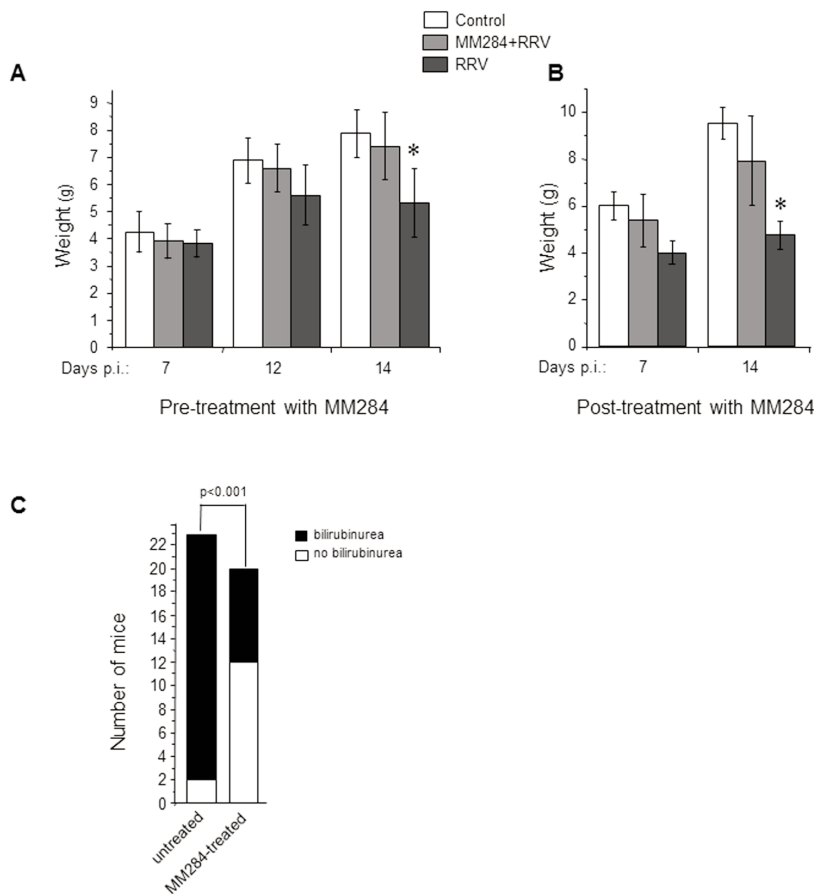 Control
MM284+RRV
RRV
A
Weight (g)
9
8
7
6
5
4
3
2
1
0
*
Days p.i.: 7 12 14
Pre-treatment with MM284
B
Weight (g)
10
8
6
4
2
0
*
Days p.i.: 7 14
Post-treatment with MM284
C
p<0.001
bilirubinurea
no bilirubinurea
Number of mice
22
20
18
16
14
12
10
8
6
4
2
0
untreated
MM284-treated